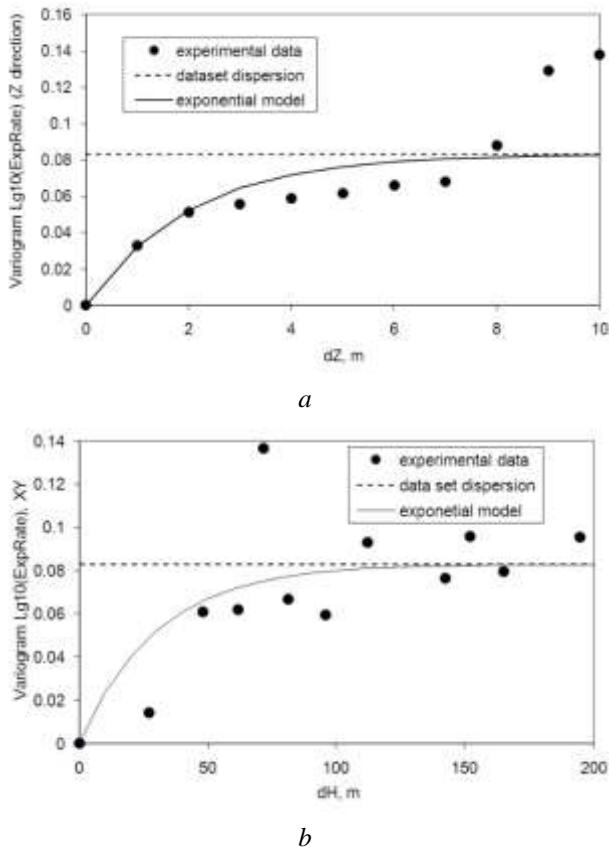 0.16
0.14
0.12
0.1
0.08
0.06
0.04
0.02
0
Variogram Lg10(ExpRate) (Z direction)
experimental data
dataset dispersion
exponential model
0 2 4 6 8 10
dZ, m
a
0.14
0.12
0.1
0.08
0.06
0.04
0.02
0
Variogram Lg10(ExpRate), XY
experimental data
data set dispersion
exponetial model
0 50 100 150 200
dH, m
b